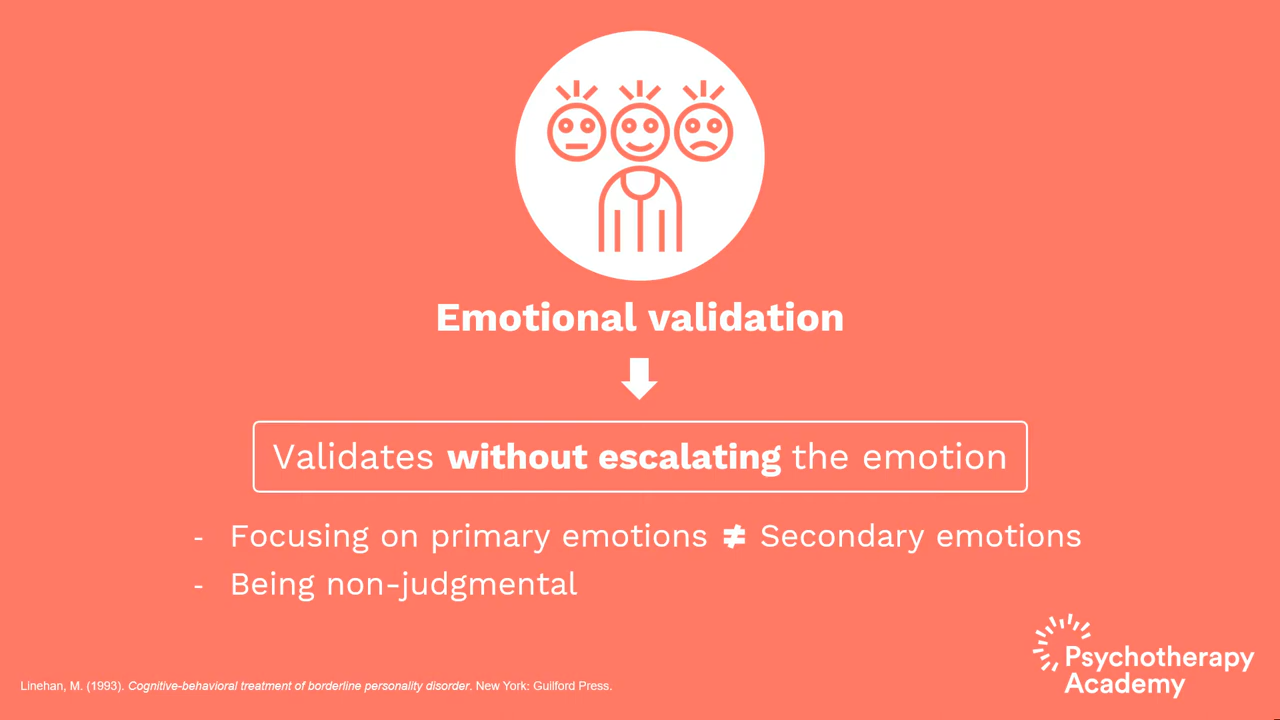 Emotional validation
Validates without escalating the emotion
- Focusing on primary emotions ≠ Secondary emotions
- Being non-judgmental
Psychotherapy
Academy
Linehan, M. (1993). Cognitive-behavioral treatment of borderline personality disorder. New York: Guilford Press.